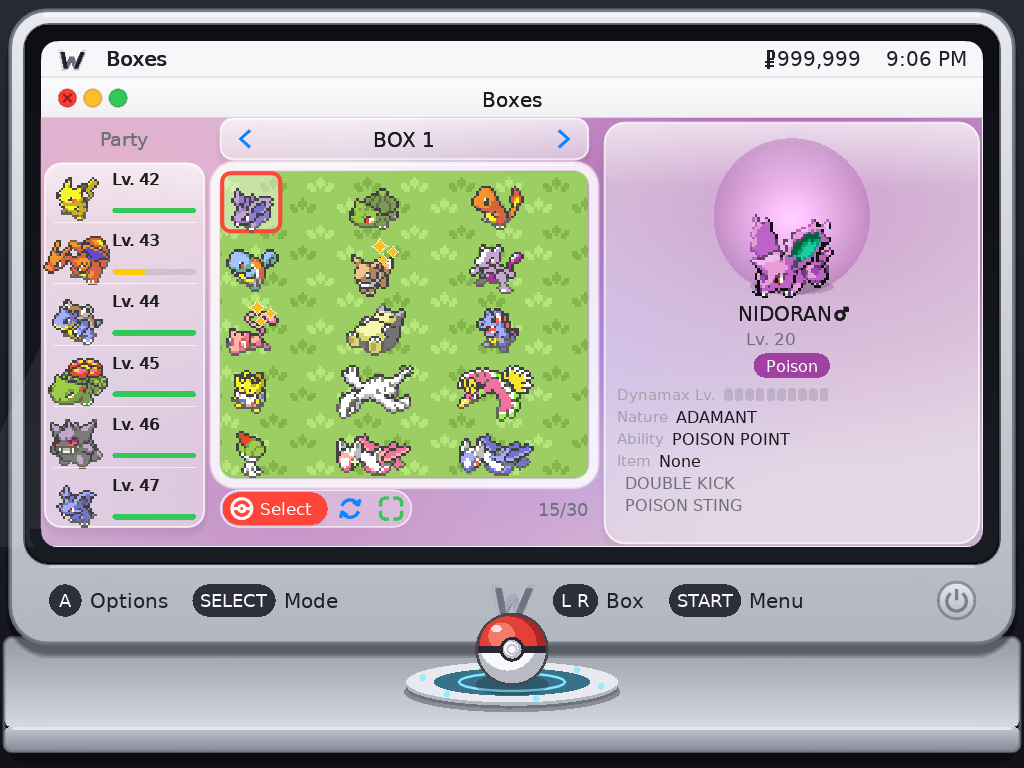 W Boxes ₽999,999 9:06 PM
Boxes
Party
BOX 1
Lv. 42
Lv. 43
Lv. 44
Lv. 45
Lv. 46
Lv. 47
Select
15/30
NIDORAN♂
Lv. 20
Poison
Dynamax Lv.
Nature ADAMANT
Ability POISON POINT
Item None
DOUBLE KICK
POISON STING
A Options SELECT Mode L R Box START Menu